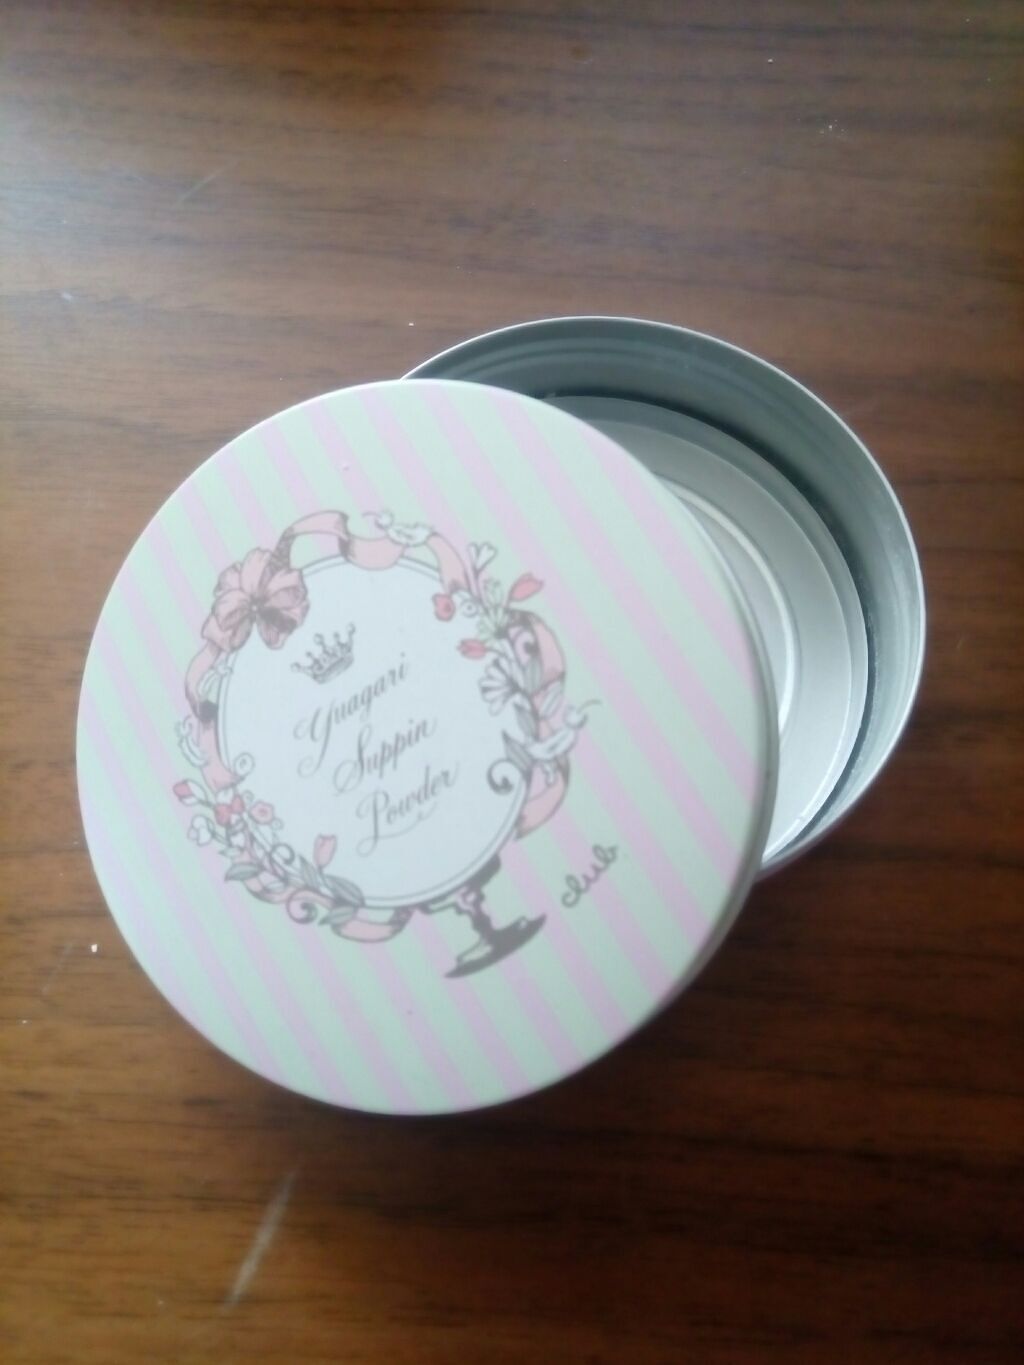 Yuagari
Suppin
Powder
club